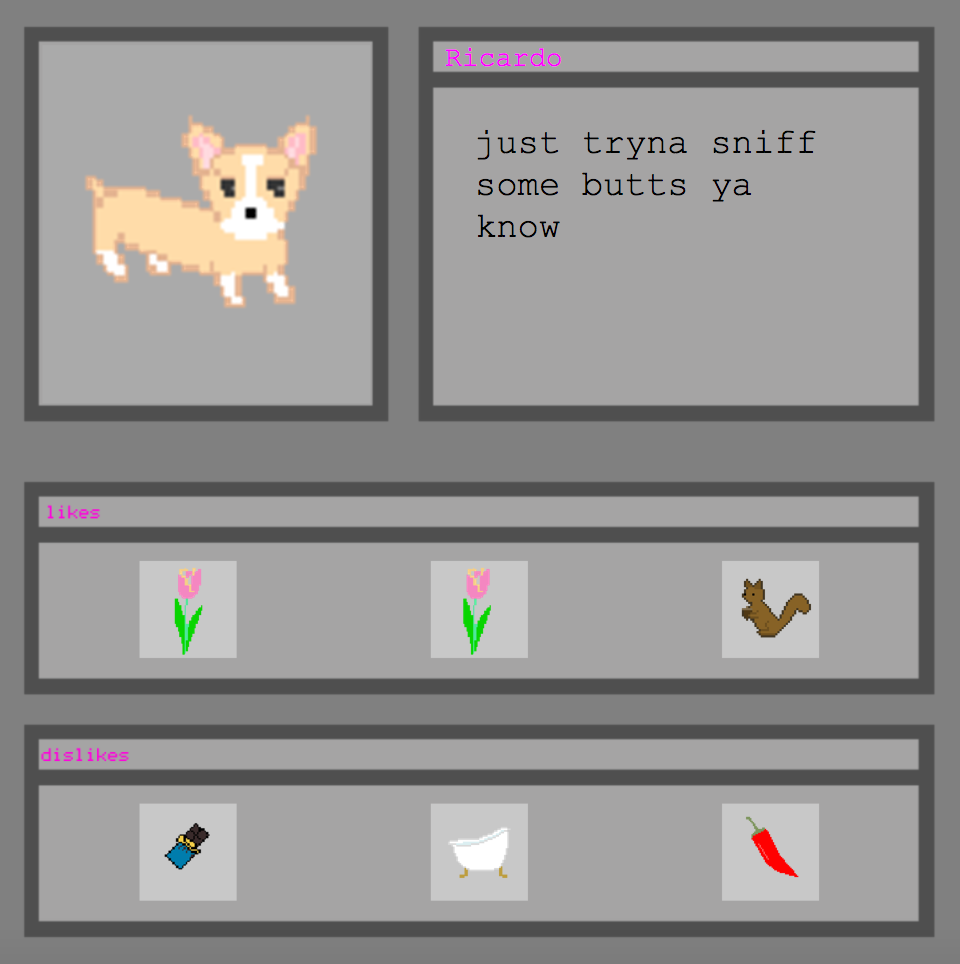 Ricardo
just tryna sniff
some butts ya
know
likes
dislikes